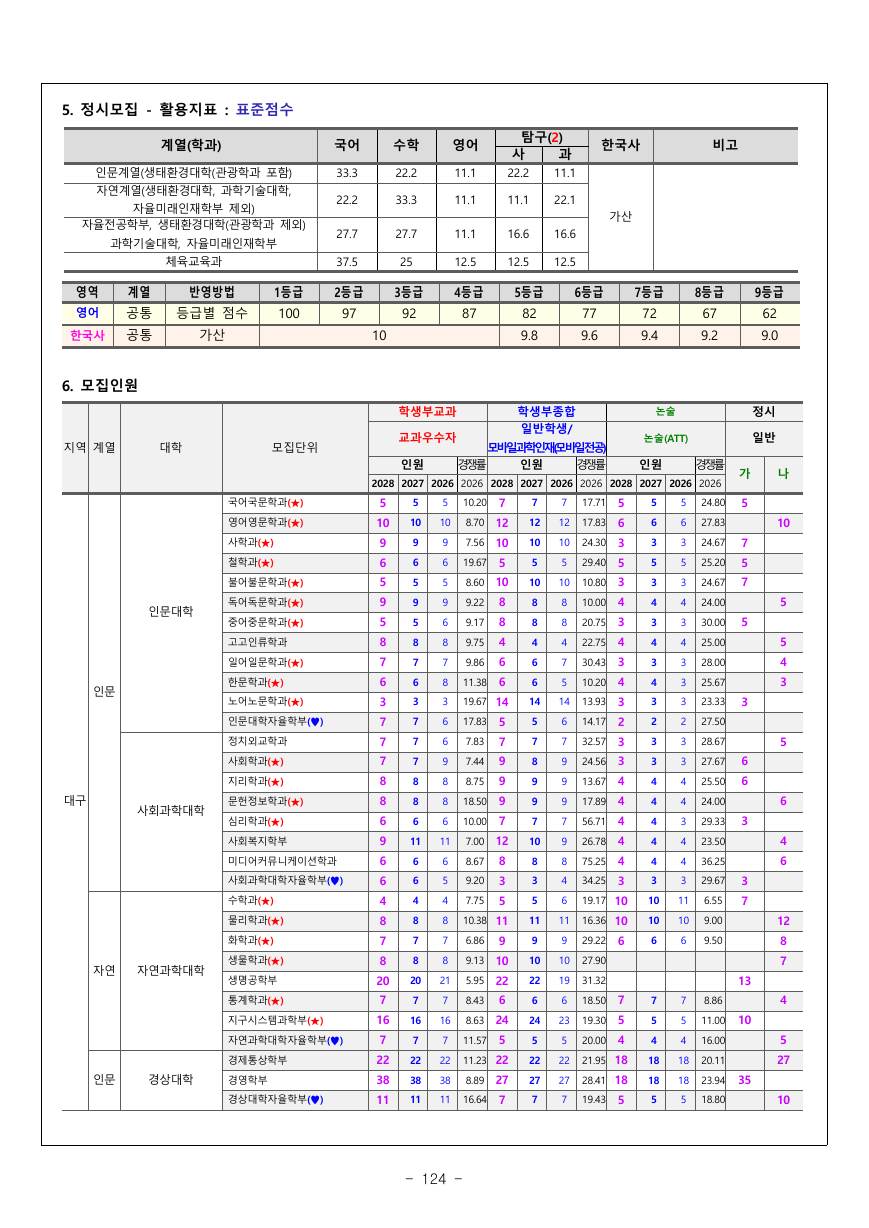 5. 정시모집 - 활용지표 : 표준점수
계열(학과) 국어 수학 영어 탐구(2) 한국사 비고
사 과
인문계열(생태환경대학(관광학과 포함) 33.3 22.2 11.1 22.2 11.1
자연계열(생태환경대학, 과학기술대학,
자율미래인재학부 제외) 22.2 33.3 11.1 11.1 22.1
가산
자율전공학부, 생태환경대학(관광학과 제외)
과학기술대학, 자율미래인재학부 27.7 27.7 11.1 16.6 16.6
체육교육과 37.5 25 12.5 12.5 12.5
영역 계열 반영방법 1등급 2등급 3등급 4등급 5등급 6등급 7등급 8등급 9등급
영어 공통 등급별 점수 100 97 92 87 82 77 72 67 62
한국사 공통 가산 10 9.8 9.6 9.4 9.2 9.0
6. 모집인원
지역 계열 대학 모집단위 학생부교과 학생부종합 논술 정시
교과우수자 일반학생/
모바일과학인재(모바일전공) 논술(ATT) 일반
인원 경쟁률 인원 경쟁률 인원 경쟁률 가 나
2028 2027 2026 2026 2028 2027 2026 2026 2028 2027 2026 2026
국어국문학과(★) 5 5 5 10.20 7 7 7 17.71 5 5 5 24.80 5
영어영문학과(★) 10 10 10 8.70 12 12 12 17.83 6 6 6 27.83 10
사학과(★) 9 9 9 7.56 10 10 10 24.30 3 3 3 24.67 7
철학과(★) 6 6 6 19.67 5 5 5 29.40 5 5 5 25.20 5
불어불문학과(★) 5 5 5 8.60 10 10 10 10.80 3 3 3 24.67 7
독어독문학과(★) 9 9 9 9.22 8 8 8 10.00 4 4 4 24.00 5
인문대학
중어중문학과(★) 5 5 6 9.17 8 8 8 20.75 3 3 3 30.00 5
고고인류학과 8 8 8 9.75 4 4 4 22.75 4 4 4 25.00 5
일어일문학과(★) 7 7 7 9.86 6 6 7 30.43 3 3 3 28.00 4
한문학과(★) 6 6 8 11.38 6 6 5 10.20 4 4 3 25.67 3
인문
노어노문학과(★) 3 3 3 19.67 14 14 14 13.93 3 3 3 23.33 3
인문대학자율학부(♥) 7 7 6 17.83 5 5 6 14.17 2 2 2 27.50
정치외교학과 7 7 6 7.83 7 7 7 32.57 3 3 3 28.67 5
사회학과(★) 7 7 9 7.44 9 8 9 24.56 3 3 3 27.67 6
지리학과(★) 8 8 8 8.75 9 9 9 13.67 4 4 4 25.50 6
대구
문헌정보학과(★) 8 8 8 18.50 9 9 9 17.89 4 4 4 24.00 6
사회과학대학
심리학과(★) 6 6 6 10.00 7 7 7 56.71 4 4 3 29.33 3
사회복지학부 9 11 11 7.00 12 10 9 26.78 4 4 4 23.50 4
미디어커뮤니케이션학과 6 6 6 8.67 8 8 8 75.25 4 4 4 36.25 6
사회과학대학자율학부(♥) 6 6 5 9.20 3 3 4 34.25 3 3 3 29.67 3
수학과(★) 4 4 4 7.75 5 5 6 19.17 10 10 11 6.55 7
물리학과(★) 8 8 8 10.38 11 11 11 16.36 10 10 10 9.00 12
화학과(★) 7 7 7 6.86 9 9 9 29.22 6 6 6 9.50 8
생물학과(★) 8 8 8 9.13 10 10 10 27.90 7
자연 자연과학대학
생명공학부 20 20 21 5.95 22 22 19 31.32 13
통계학과(★) 7 7 7 8.43 6 6 6 18.50 7 7 7 8.86 4
지구시스템과학부(★) 16 16 16 8.63 24 24 23 19.30 5 5 5 11.00 10
자연과학대학자율학부(♥) 7 7 7 11.57 5 5 5 20.00 4 4 4 16.00 5
경제통상학부 22 22 22 11.23 22 22 22 21.95 18 18 18 20.11 27
인문 경상대학 경영학부 38 38 38 8.89 27 27 27 28.41 18 18 18 23.94 35
경상대학자율학부(♥) 11 11 11 16.64 7 7 7 19.43 5 5 5 18.80 10
- 124 -